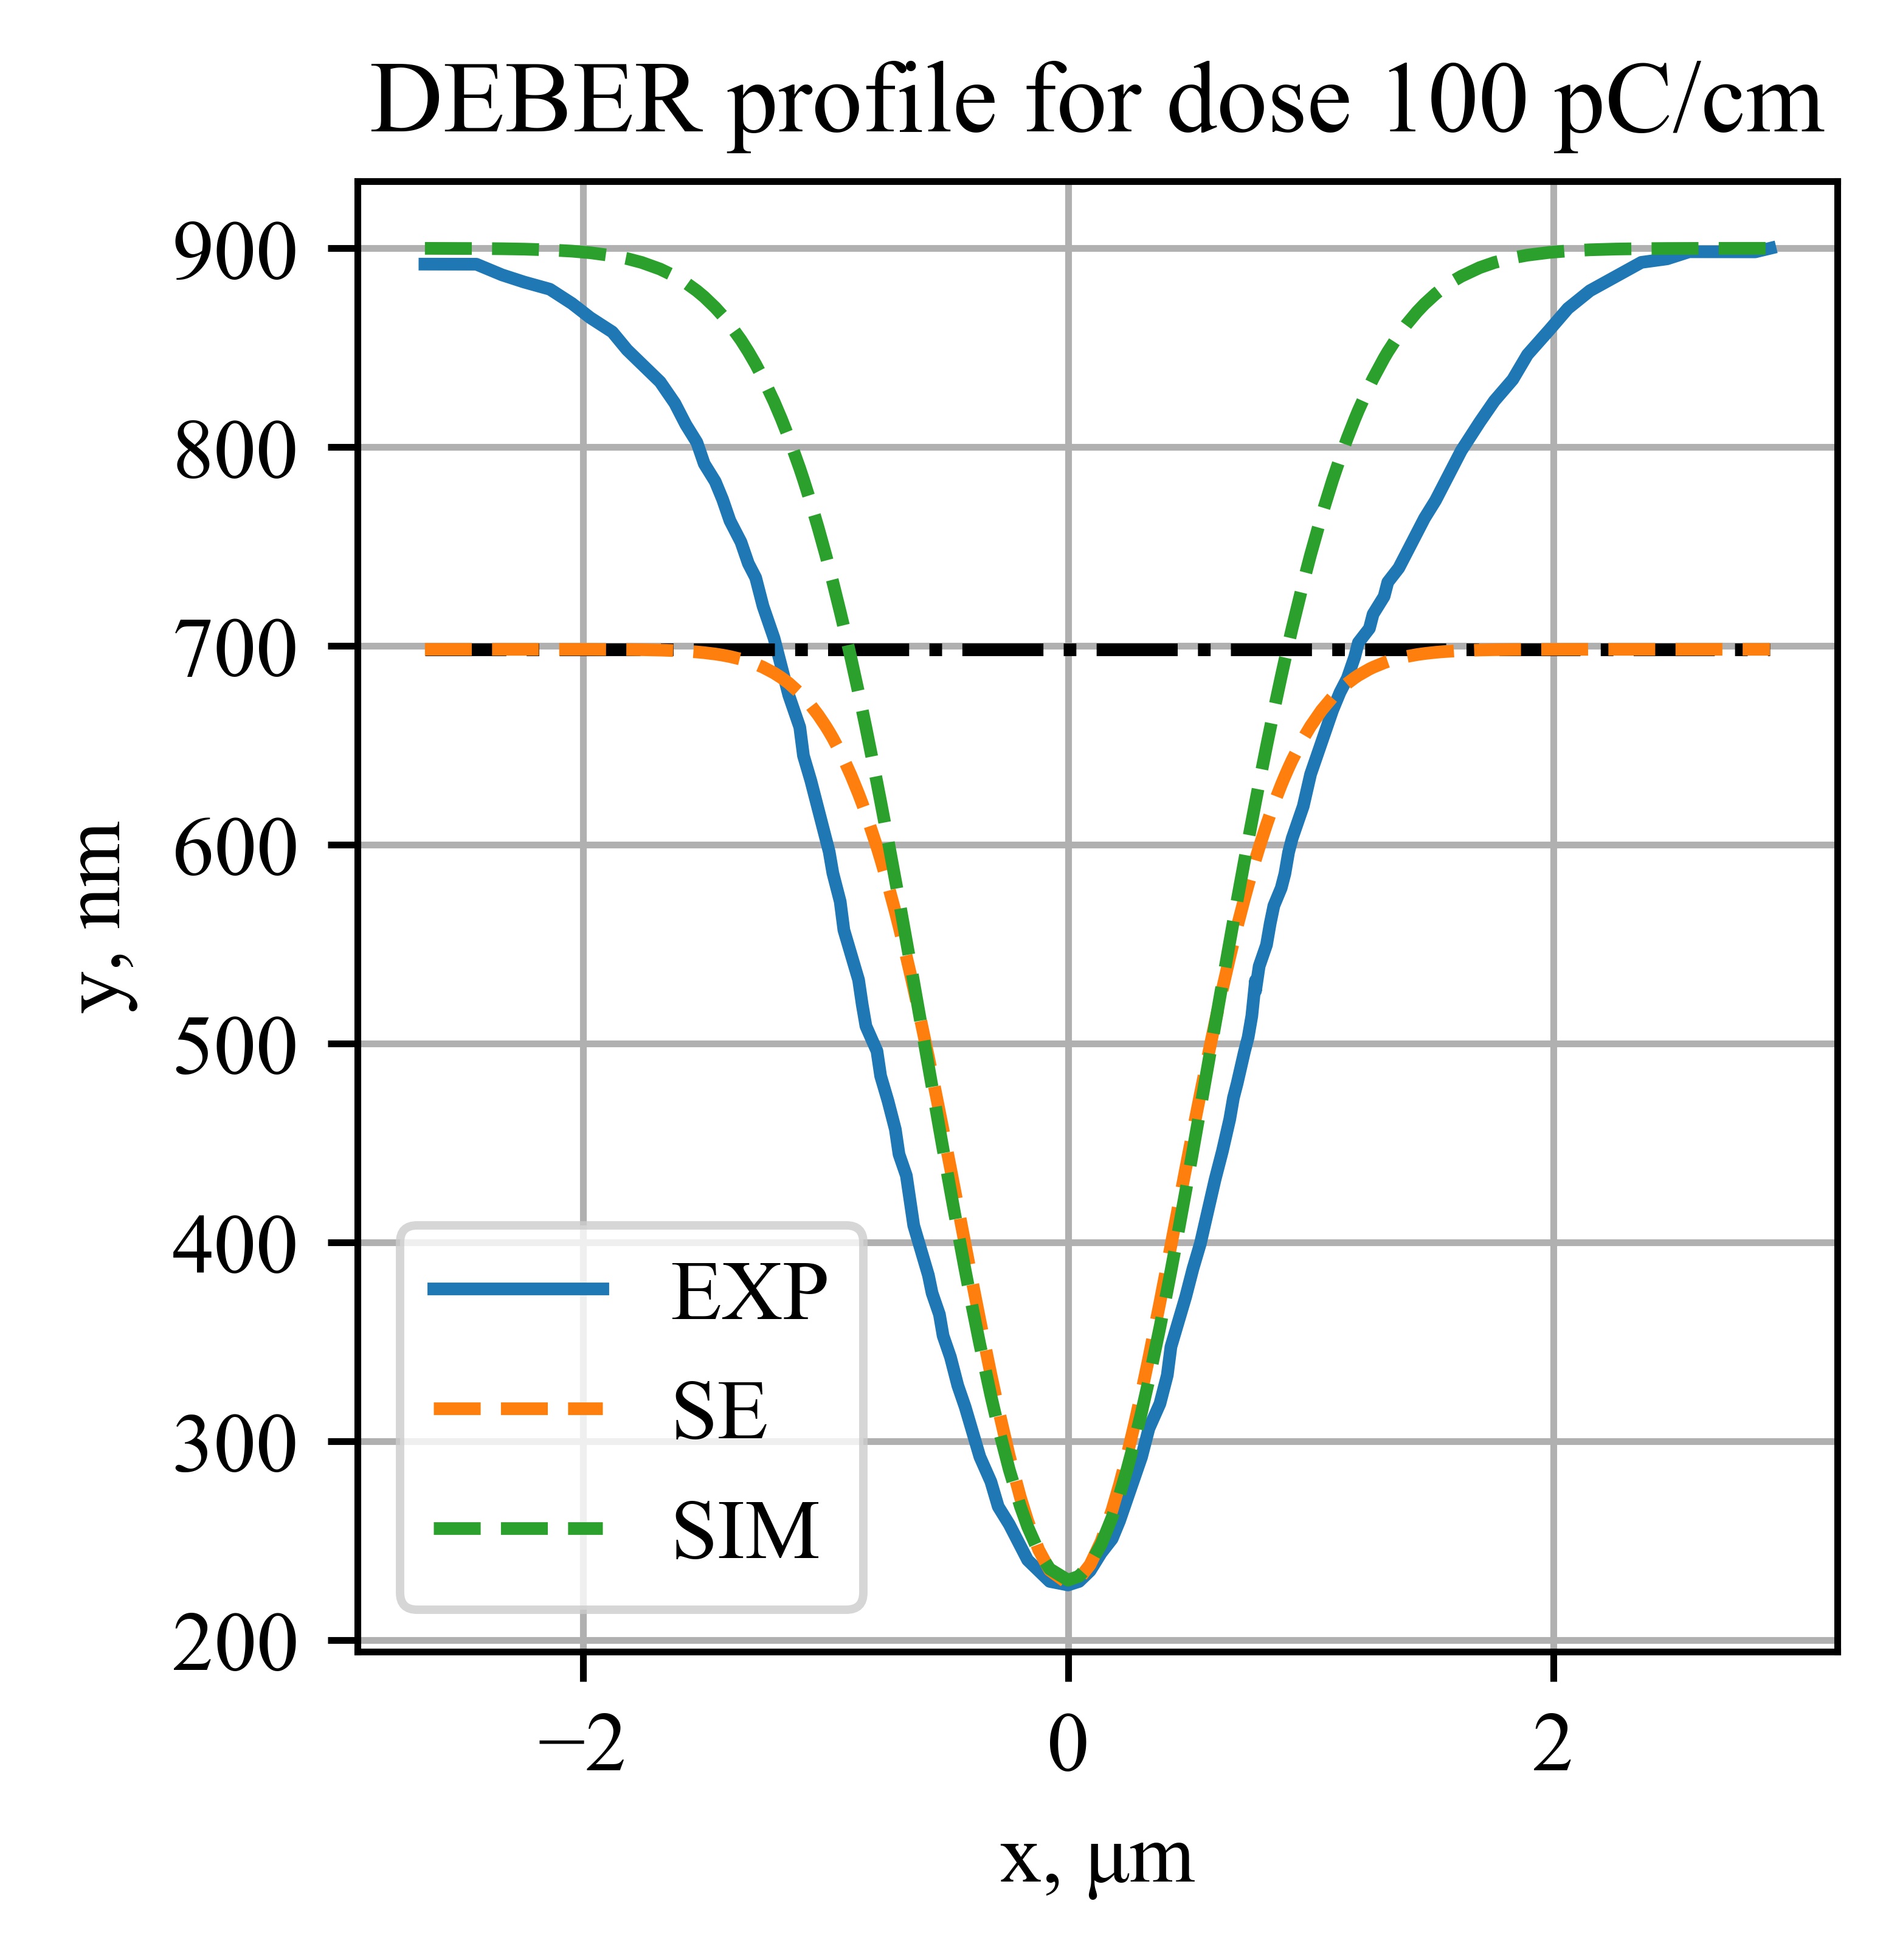 DEBER profile for dose 100 pC/cm
900
800
700
600
500
400
300
200
y, nm
EXP
SE
SIM
−2 0 2
x, μm